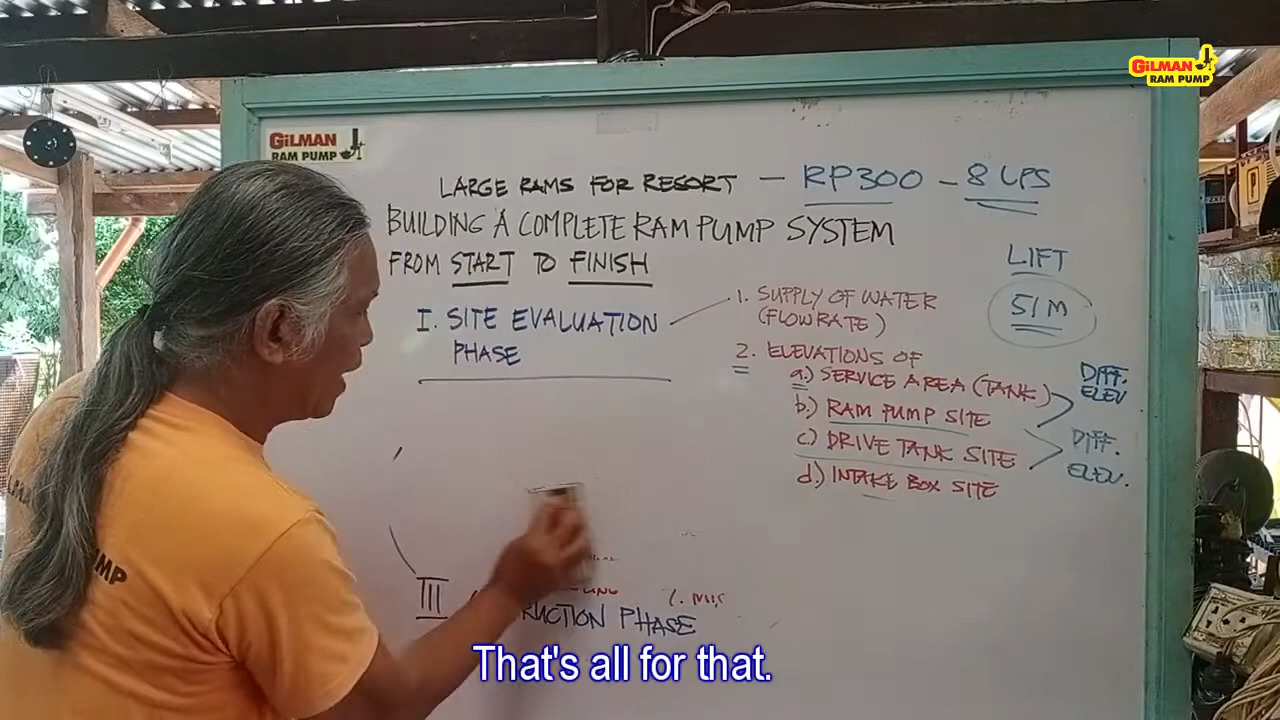 GiLMAN
RAM PUMP
GiLMAN
RAM PUMP
LARGE RAMS FOR RESORT - RP300 - 8 LPS
BUILDING A COMPLETE RAM PUMP SYSTEM
FROM START TO FINISH
LIFT
51 M
I. SITE EVALUATION
PHASE
1. SUPPLY OF WATER
(FLOWRATE)
2. ELEVATIONS OF
a.) SERVICE AREA (TANK)
b.) RAM PUMP SITE
c) DRIVE TANK SITE
d.) INTAKE BOX SITE
DIFF.
ELEV
DIFF.
ELEV.
III
RUCTION PHASE
UMP
That's all for that.